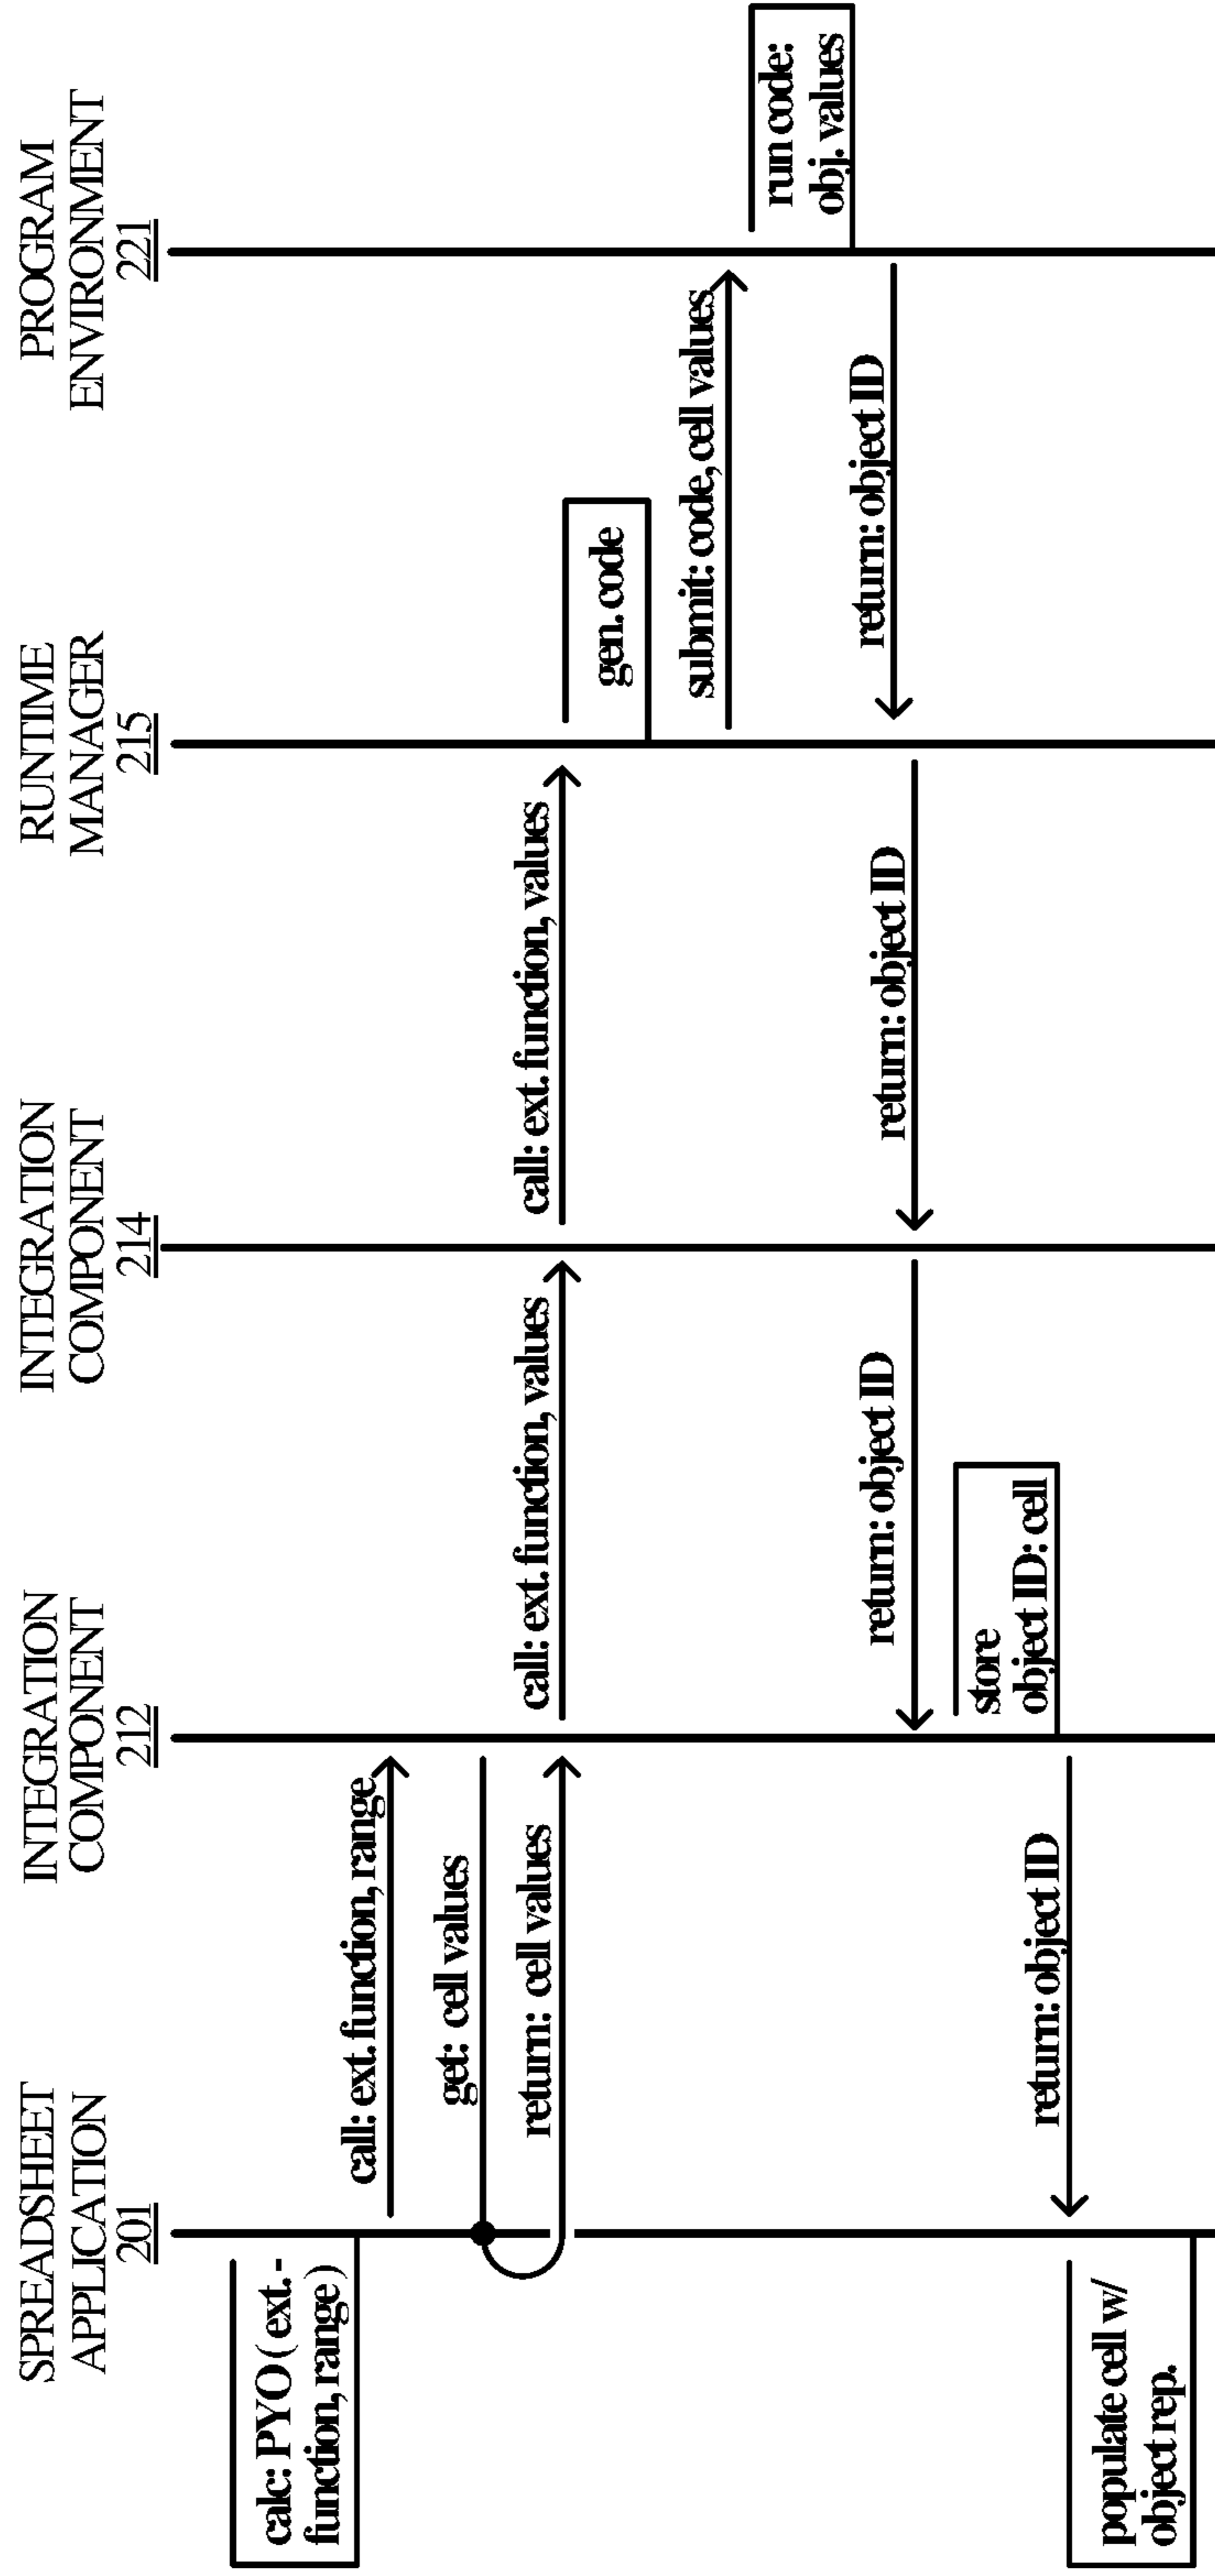 SPREADSHEET
APPLICATION
201
INTEGRATION
COMPONENT
212
INTEGRATION
COMPONENT
214
RUNTIME
MANAGER
215
PROGRAM
ENVIRONMENT
221
calc: PYO ( ext.-
function, range)
call: ext. function, range
get: cell values
return: cell values
call: ext. function, values
call: ext. function, values
gen. code
submit: code, cell values
run code:
obj. values
return: object ID
return: object ID
return: object ID
store
object ID: cell
return: object ID
populate cell w/
object rep.